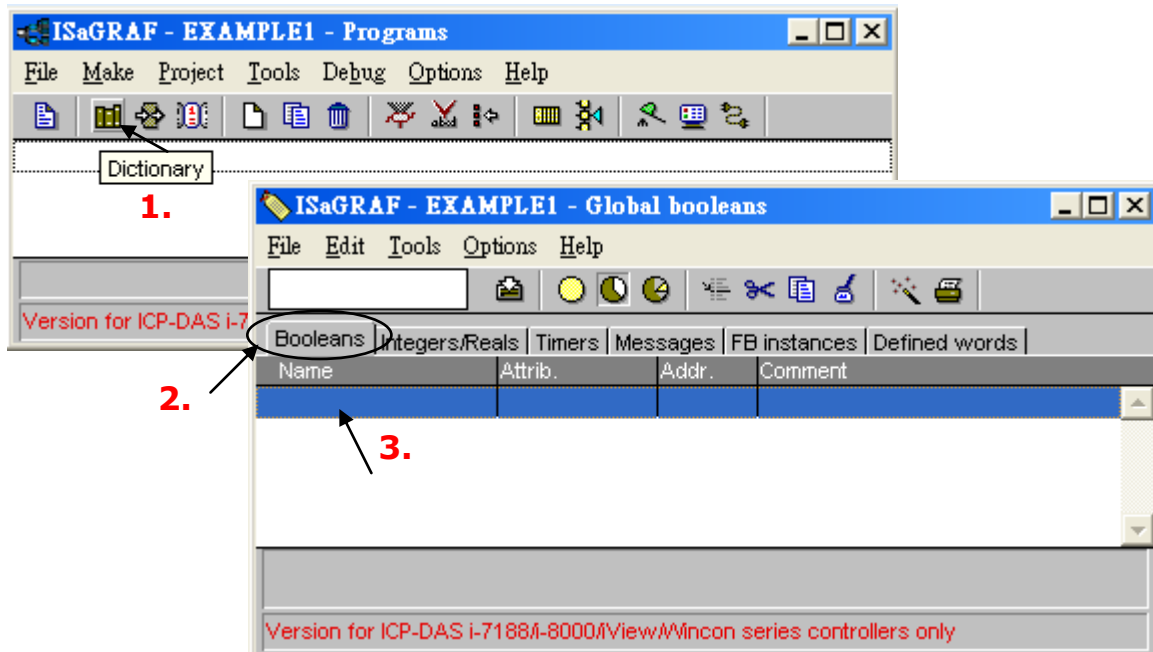 ISaGRAF - EXAMPLE1 - Programs
File Make Project Tools Debug Options Help
Dictionary
1.
ISaGRAF - EXAMPLE1 - Global booleans
File Edit Tools Options Help
Version for ICP-DAS i-7
Booleans Integers/Reals Timers Messages FB instances Defined words
2.
Name Attrib. Addr. Comment
3.
Version for ICP-DAS i-7188/i-8000/iView/Wincon series controllers only